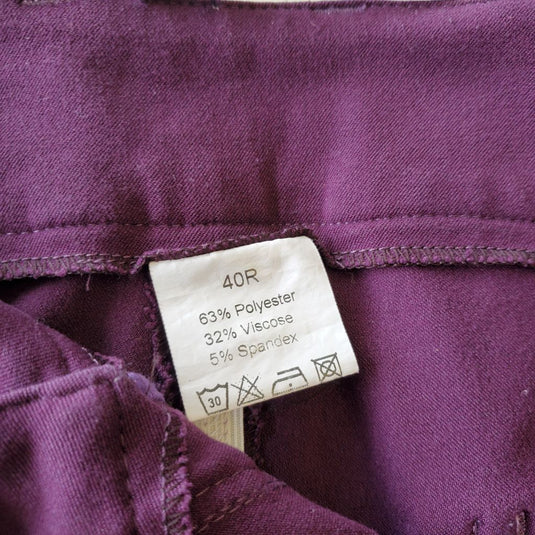 40R
63% Polyester
32% Viscose
5% Spandex
30